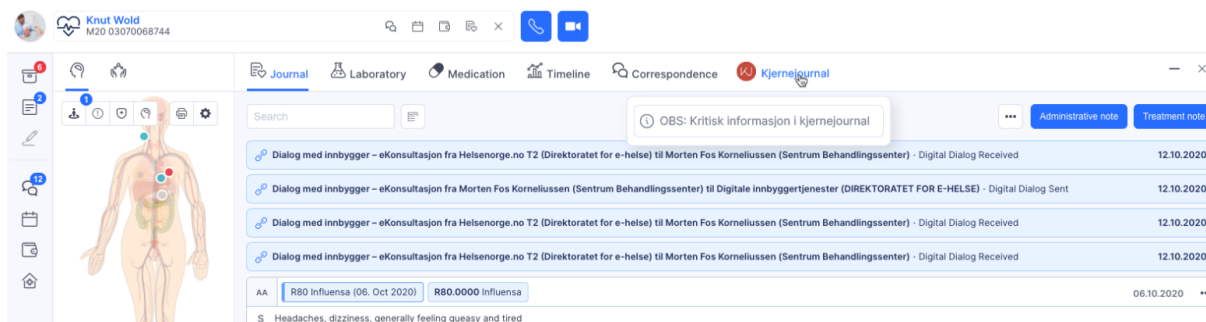 Knut Wold
M20 03070068744
6
2
12
1
Journal
Laboratory
Medication
Timeline
Correspondence
KJ Kjernejournal
Search
OBS: Kritisk informasjon i kjernejournal
Administrative note
Treatment note
Dialog med innbygger – eKonsultasjon fra Helsenorge.no T2 (Direktoratet for e-helse) til Morten Fos Korneliussen (Sentrum Behandlingssenter) - Digital Dialog Received 12.10.2020
Dialog med innbygger – eKonsultasjon fra Morten Fos Korneliussen (Sentrum Behandlingssenter) til Digitale innbyggertjenester (DIREKTORATET FOR E-HELSE) - Digital Dialog Sent 12.10.2020
Dialog med innbygger – eKonsultasjon fra Helsenorge.no T2 (Direktoratet for e-helse) til Morten Fos Korneliussen (Sentrum Behandlingssenter) - Digital Dialog Received 12.10.2020
Dialog med innbygger – eKonsultasjon fra Helsenorge.no T2 (Direktoratet for e-helse) til Morten Fos Korneliussen (Sentrum Behandlingssenter) - Digital Dialog Received 12.10.2020
AA R80 Influensa (06. Oct 2020) R80.0000 Influensa 06.10.2020
S Headaches, dizziness, generally feeling queasy and tired